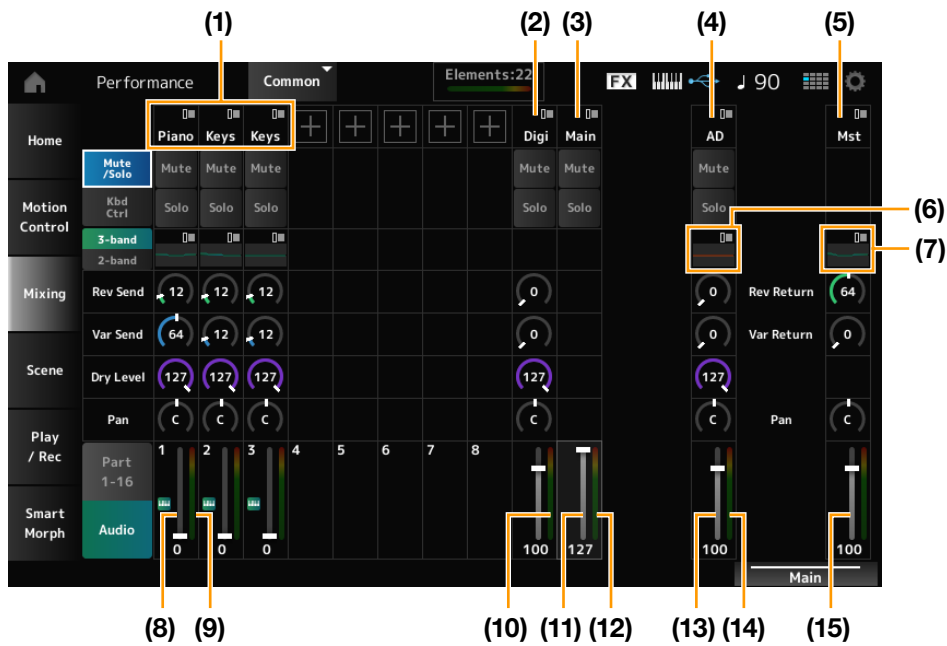 (1) (2) (3) (4) (5)
Performance Common Elements:22 FX ♩ 90
Home Piano Keys Keys + + + + + Digi Main AD Mst
Mute
/Solo Mute Mute Mute Mute Mute Mute
Motion
Control Kbd
Ctrl Solo Solo Solo Solo Solo Solo (6)
3-band
2-band (7)
Mixing Rev Send 12 12 12 0 0 Rev Return 64
Var Send 64 12 12 0 0 Var Return 0
Scene Dry Level 127 127 127 127 127
Pan C C C C C Pan C
Play
/ Rec Part
1-16 1 2 3 4 5 6 7 8
Smart
Morph Audio 0 0 0 100 127 100 100
Main
(8) (9) (10) (11) (12) (13) (14) (15)